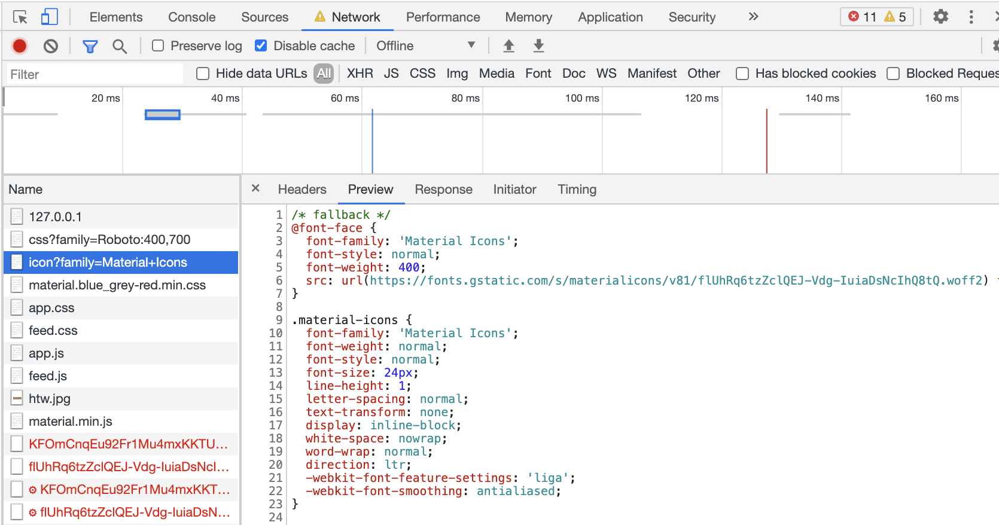 Elements Console Sources Network Performance Memory Application Security » 11 5
Preserve log Disable cache Offline
Filter Hide data URLs All XHR JS CSS Img Media Font Doc WS Manifest Other Has blocked cookies Blocked Reques
20 ms 40 ms 60 ms 80 ms 100 ms 120 ms 140 ms 160 ms
Name
127.0.0.1
css?family=Roboto:400,700
icon?family=Material+Icons
material.blue_grey-red.min.css
app.css
feed.css
app.js
feed.js
htw.jpg
material.min.js
KFOmCnqEu92Fr1Mu4mxKKTU...
flUhRq6tzZclQEJ-Vdg-IuiaDsNcI...
KFOmCnqEu92Fr1Mu4mxKKT...
flUhRq6tzZclQEJ-Vdg-IuiaDsN...
× Headers Preview Response Initiator Timing
1 /* fallback */
2 @font-face {
3 font-family: 'Material Icons';
4 font-style: normal;
5 font-weight: 400;
6 src: url(https://fonts.gstatic.com/s/materialicons/v81/flUhRq6tzZclQEJ-Vdg-IuiaDsNcIhQ8tQ.woff2)
7 }
8
9 .material-icons {
10 font-family: 'Material Icons';
11 font-weight: normal;
12 font-style: normal;
13 font-size: 24px;
14 line-height: 1;
15 letter-spacing: normal;
16 text-transform: none;
17 display: inline-block;
18 white-space: nowrap;
19 word-wrap: normal;
20 direction: ltr;
21 -webkit-font-feature-settings: 'liga';
22 -webkit-font-smoothing: antialiased;
23 }
24